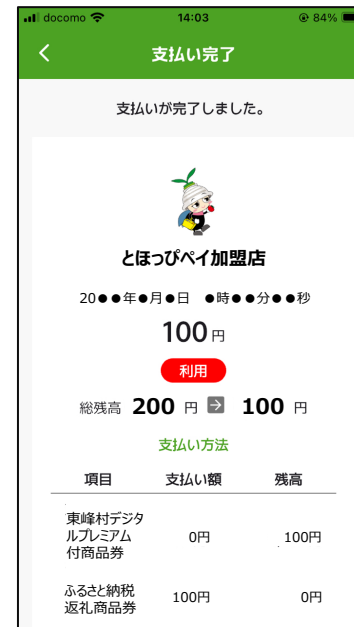 docomo 14:03 84%
支払い完了
支払いが完了しました。
とほっぴペイ加盟店
20●●年●月●日 ●時●●分●●秒
100円
利用
総残高 200 円 → 100 円
支払い方法
項目 支払い額 残高
東峰村デジタ
ルプレミアム
付商品券
0円 100円
ふるさと納税
返礼商品券
100円 0円